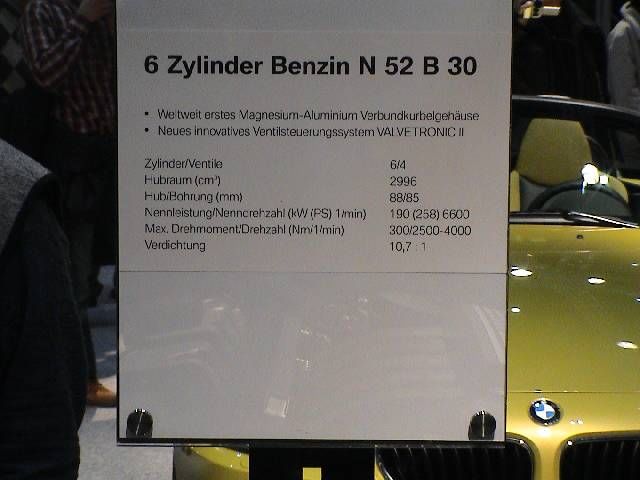 6 Zylinder Benzin N 52 B 30
• Weltweit erstes Magnesium-Aluminium Verbundkurbelgehäuse
• Neues innovatives Ventilsteuerungssystem VALVETRONIC II
Zylinder/Ventile 6/4
Hubraum (cm³) 2996
Hub/Bohrung (mm) 88/85
Nennleistung/Nenndrehzahl (kW (PS) 1/min) 190 (258) 6600
Max. Drehmoment/Drehzahl (Nm/1/min) 300/2500-4000
Verdichtung 10,7 : 1
BMW